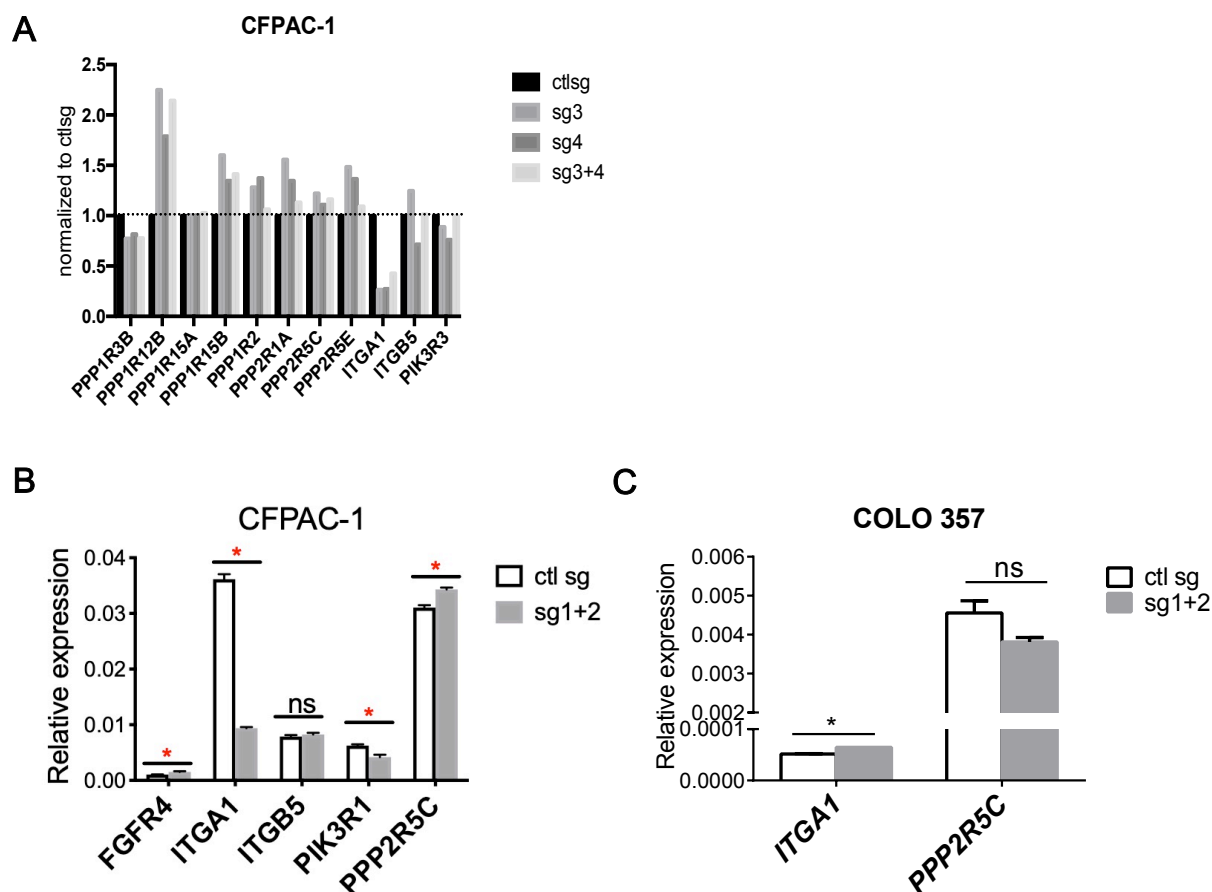 A
CFPAC-1
normalized to ctlsg
2.5
2.0
1.5
1.0
0.5
0.0
PPP1R3B
PPP1R12B
PPP1R15A
PPP1R15B
PPP1R2
PPP2R1A
PPP2R5C
PPP2R5E
ITGA1
ITGB5
PIK3R3
ctlsg
sg3
sg4
sg3+4
B
CFPAC-1
Relative expression
0.04
0.03
0.02
0.01
0.00
*
*
ns
*
*
FGFR4
ITGA1
ITGB5
PIK3R1
PPP2R5C
ctl sg
sg1+2
C
COLO 357
Relative expression
0.006
0.005
0.004
0.003
0.002
0.0001
0.0000
*
ns
ITGA1
PPP2R5C
ctl sg
sg1+2